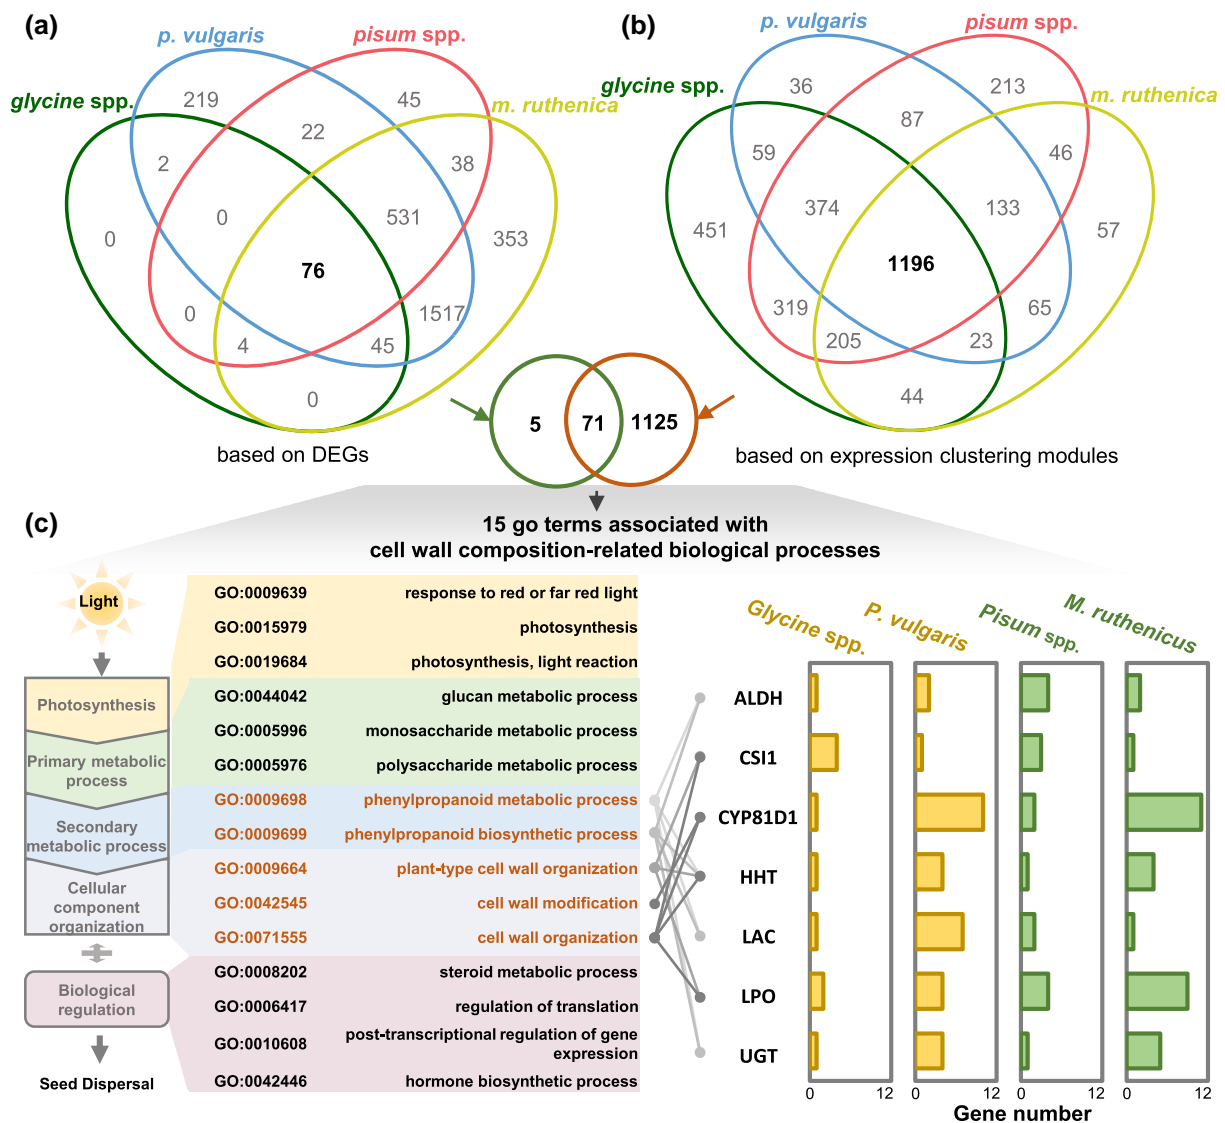 (a)
p. vulgaris
pisum spp.
glycine spp.
m. ruthenica
219
45
22
2
38
0
531
0
353
76
0
1517
4
45
0
based on DEGs
(b)
p. vulgaris
pisum spp.
glycine spp.
m. ruthenica
36
213
87
59
46
374
133
451
57
1196
319
65
205
23
44
based on expression clustering modules
5
71
1125
(c)
15 go terms associated with
cell wall composition-related biological processes
Light
Photosynthesis
Primary metabolic
process
Secondary
metabolic process
Cellular
component
organization
Biological
regulation
Seed Dispersal
GO:0009639 response to red or far red light
GO:0015979 photosynthesis
GO:0019684 photosynthesis, light reaction
GO:0044042 glucan metabolic process
GO:0005996 monosaccharide metabolic process
GO:0005976 polysaccharide metabolic process
GO:0009698 phenylpropanoid metabolic process
GO:0009699 phenylpropanoid biosynthetic process
GO:0009664 plant-type cell wall organization
GO:0042545 cell wall modification
GO:0071555 cell wall organization
GO:0008202 steroid metabolic process
GO:0006417 regulation of translation
GO:0010608 post-transcriptional regulation of gene
expression
GO:0042446 hormone biosynthetic process
Glycine spp.
P. vulgaris
Pisum spp.
M. ruthenicus
ALDH
CSI1
CYP81D1
HHT
LAC
LPO
UGT
0 12 0 12 0 12 0 12
Gene number